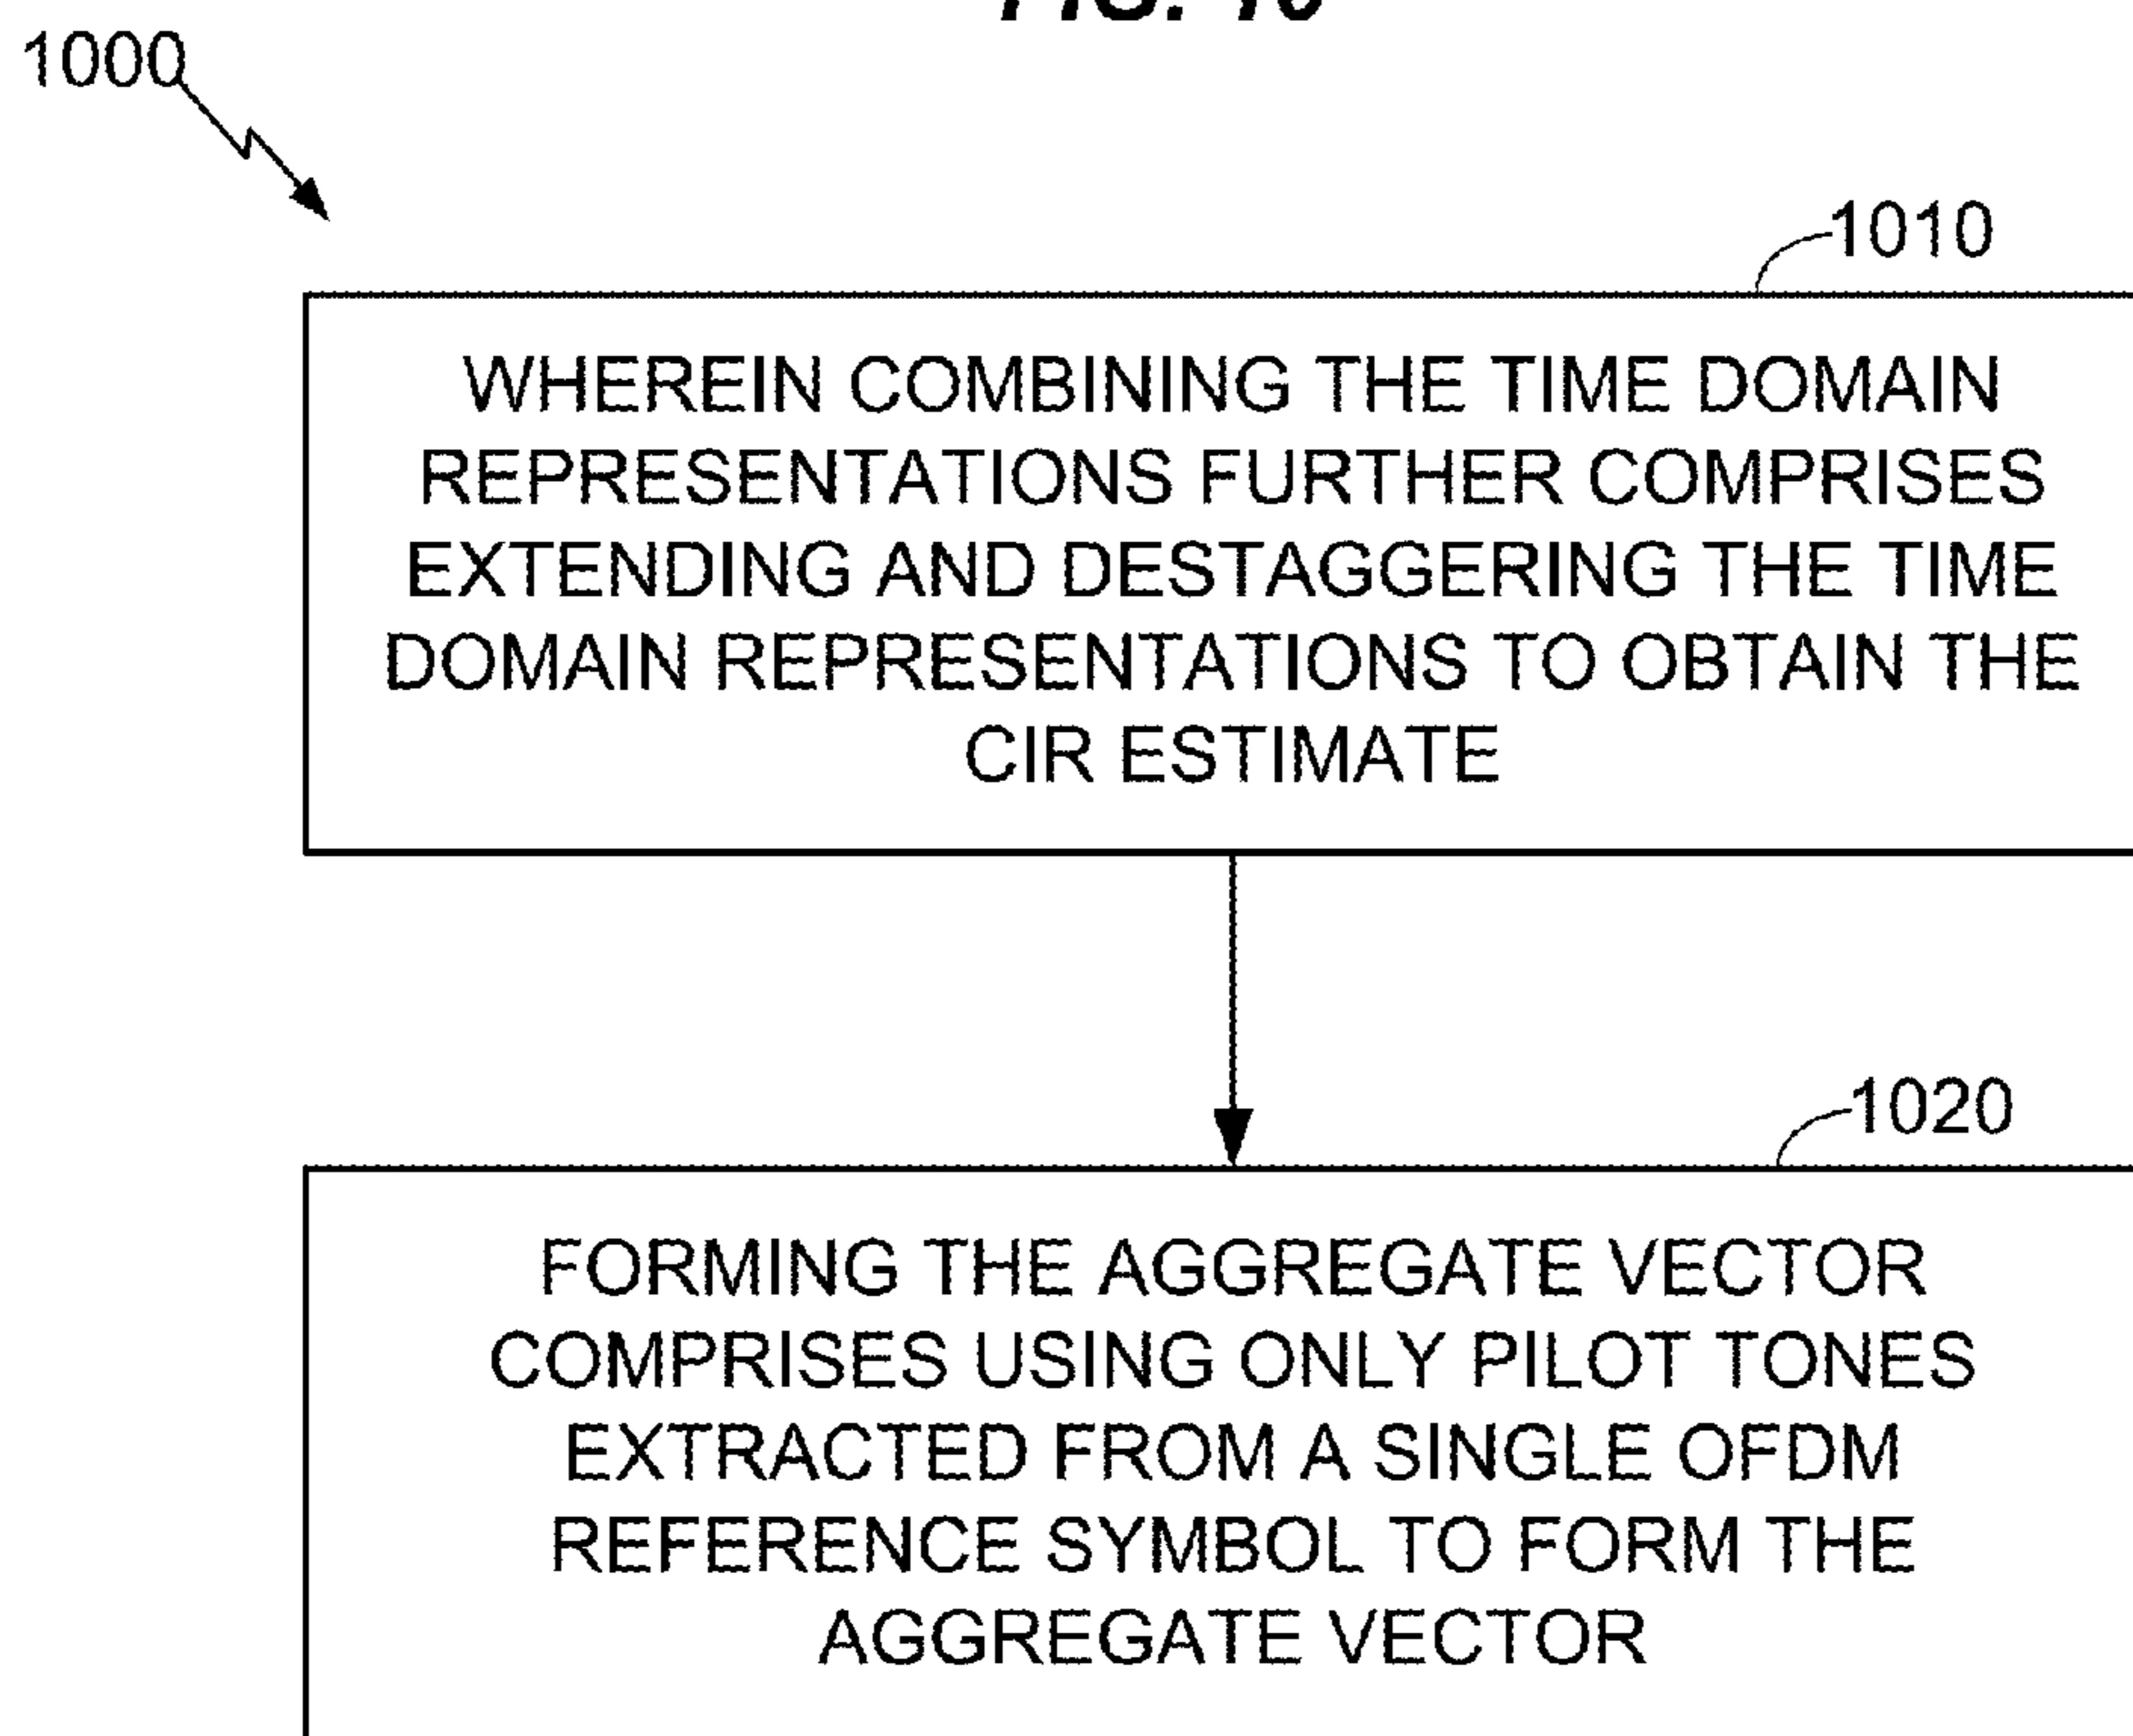 FIG. 10
1000
1010
WHEREIN COMBINING THE TIME DOMAIN
REPRESENTATIONS FURTHER COMPRISES
EXTENDING AND DESTAGGERING THE TIME
DOMAIN REPRESENTATIONS TO OBTAIN THE
CIR ESTIMATE
1020
FORMING THE AGGREGATE VECTOR
COMPRISES USING ONLY PILOT TONES
EXTRACTED FROM A SINGLE OFDM
REFERENCE SYMBOL TO FORM THE
AGGREGATE VECTOR